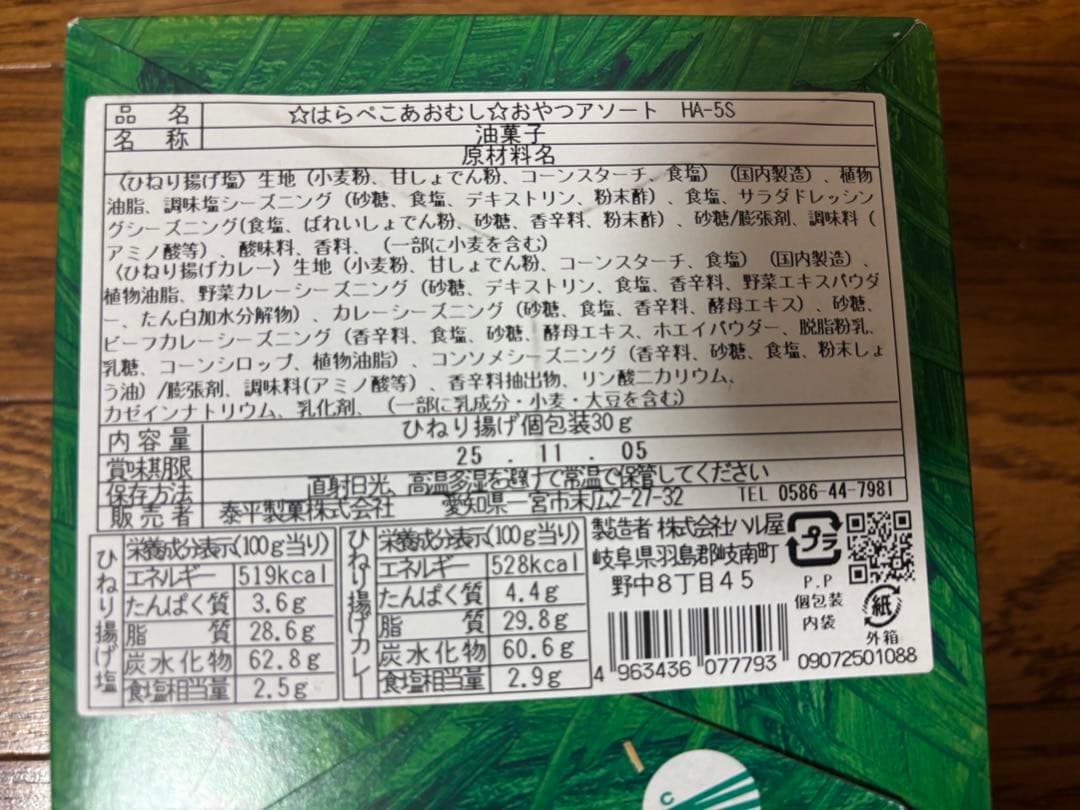 品名 ☆はらぺこあおむし☆おやつアソート HA-5S
名称 油菓子
原材料名
〈ひねり揚げ塩〉生地（小麦粉、甘しょでん粉、コーンスターチ、食塩）（国内製造）、植物
油脂、調味塩シーズニング（砂糖、食塩、デキストリン、粉末酢）、食塩、サラダドレッシン
グシーズニング(食塩、ばれいしょでん粉、砂糖、香辛料、粉末酢）、砂糖/膨張剤、調味料（
アミノ酸等）、酸味料、香料、（一部に小麦を含む）
〈ひねり揚げカレー〉生地（小麦粉、甘しょでん粉、コーンスターチ、食塩）（国内製造）、
植物油脂、野菜カレーシーズニング（砂糖、デキストリン、食塩、香辛料、野菜エキスパウダ
ー、たん白加水分解物）、カレーシーズニング（砂糖、食塩、香辛料、酵母エキス）、砂糖、
ビーフカレーシーズニング（香辛料、食塩、砂糖、酵母エキス、ホエイパウダー、脱脂粉乳、
乳糖、コーンシロップ、植物油脂）、コンソメシーズニング（香辛料、砂糖、食塩、粉末しょ
う油）/膨張剤、調味料(アミノ酸等）、香辛料抽出物、リン酸二カリウム、
カゼインナトリウム、乳化剤、（一部に乳成分・小麦・大豆を含む）
内容量 ひねり揚げ個包装30g
賞味期限 25.11.05
保存方法 直射日光、高温多湿を避けて常温で保管してください
販売者 泰平製菓株式会社 愛知県一宮市末広2-27-32 TEL 0586-44-7981
ひねり揚げ塩
栄養成分表示(100g当り)
エネルギー 519kcal
たんぱく質 3.6g
脂質 28.6g
炭水化物 62.8g
食塩相当量 2.5g
ひねり揚げカレー
栄養成分表示(100g当り)
エネルギー 528kcal
たんぱく質 4.4g
脂質 29.8g
炭水化物 60.6g
食塩相当量 2.9g
製造者 株式会社ハル屋
岐阜県羽島郡岐南町
野中8丁目45
プラ
P.P
個包装
内袋
紙
外箱
4 963436 077793
09072501088
C